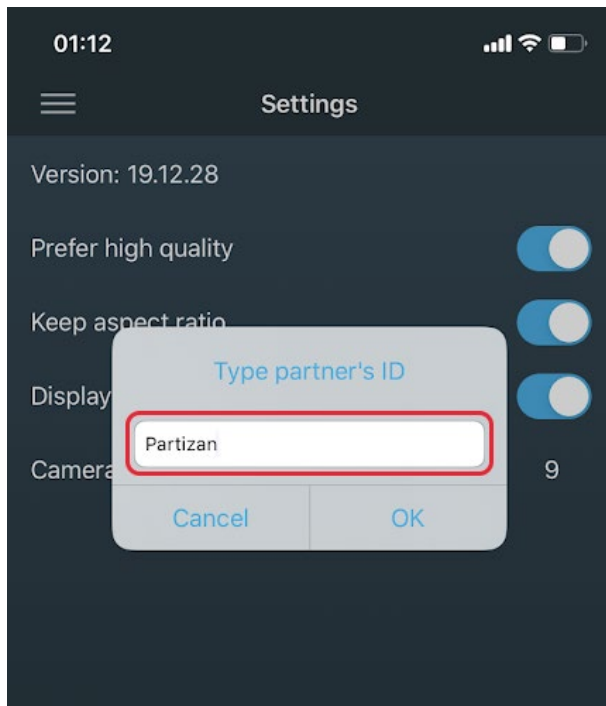 01:12
Settings
Version: 19.12.28
Prefer high quality
Keep aspect ratio
Type partner's ID
Display
Partizan
Camera
9
Cancel
OK